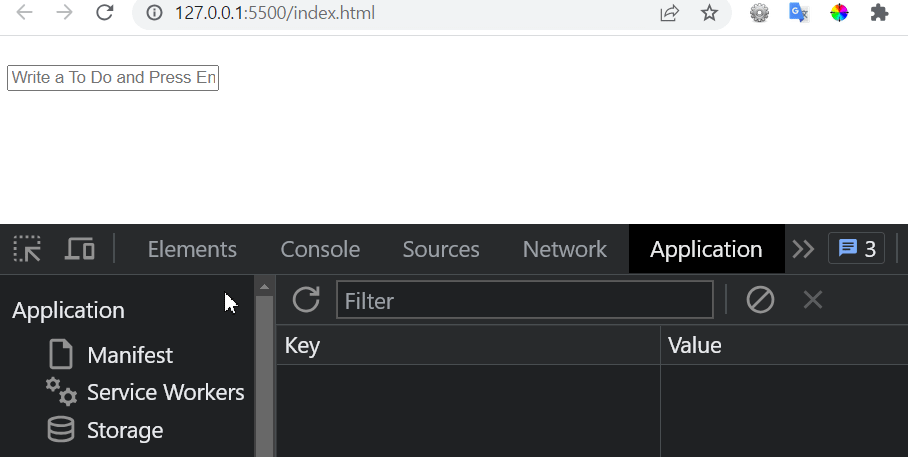 127.0.0.1:5500/index.html
Write a To Do and Press En
Elements Console Sources Network Application 3
Application Filter
Key Value
Manifest
Service Workers
Storage